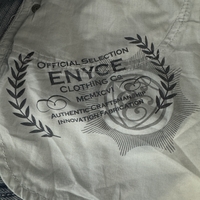 OFFICIAL SELECTION
ENYCE
CLOTHING CO.
MCMXCVI
AUTHENTIC CRAFTSMANSHIP
INNOVATION FABRICATION